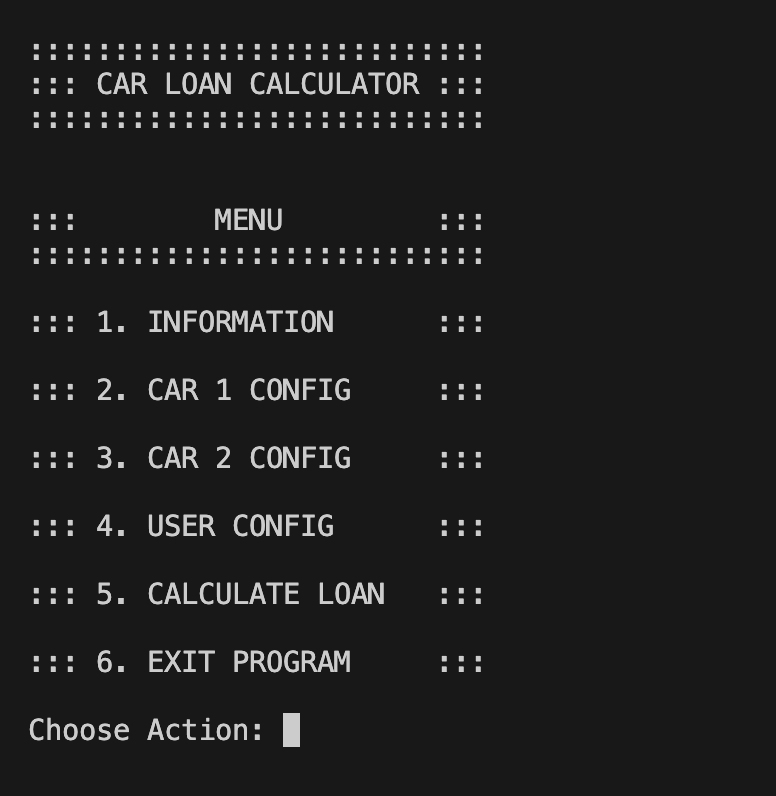 :::::::::::::::::::::::::::
::: CAR LOAN CALCULATOR :::
:::::::::::::::::::::::::::
:::        MENU         :::
:::::::::::::::::::::::::::
::: 1. INFORMATION      :::
::: 2. CAR 1 CONFIG     :::
::: 3. CAR 2 CONFIG     :::
::: 4. USER CONFIG      :::
::: 5. CALCULATE LOAN   :::
::: 6. EXIT PROGRAM     :::
Choose Action: